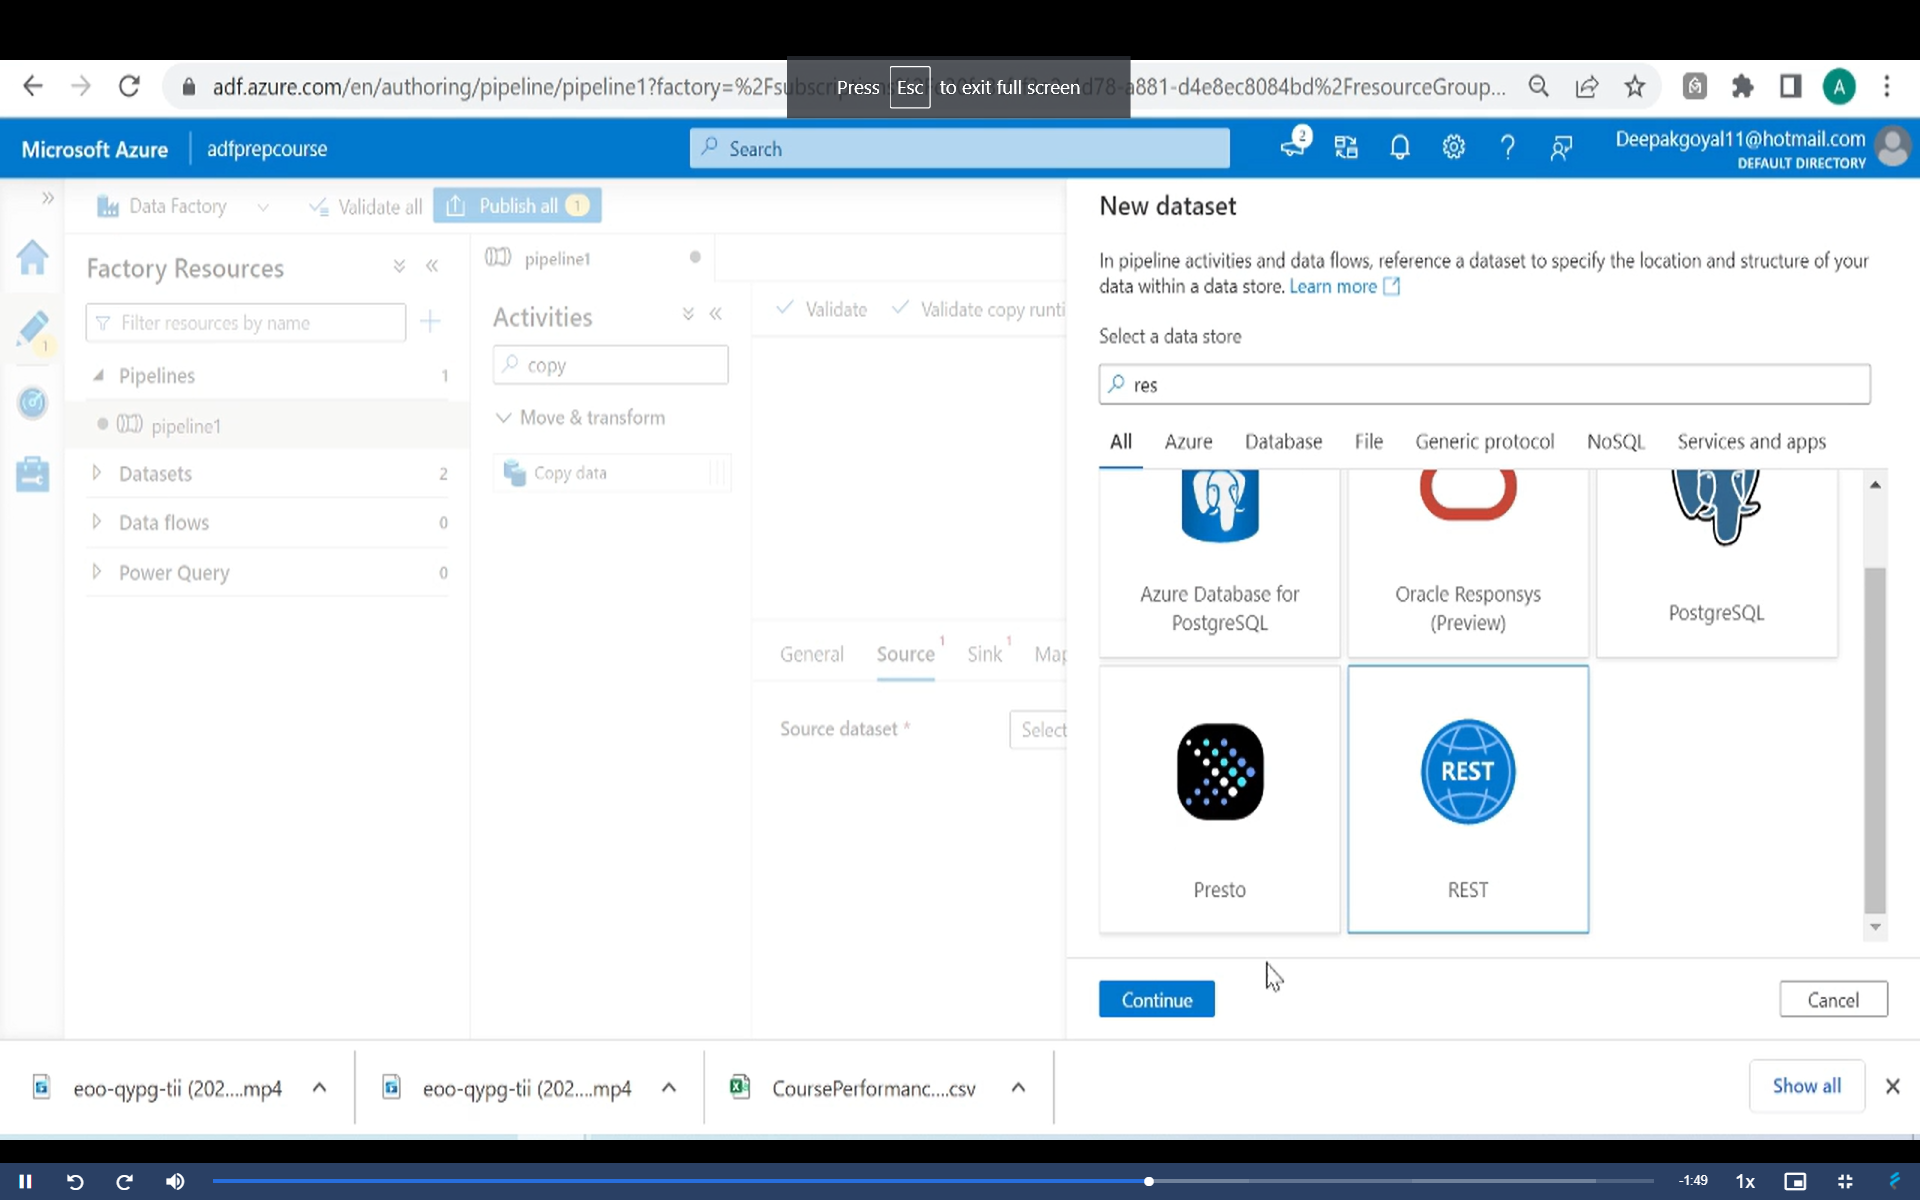 adf.azure.com/en/authoring/pipeline/pipeline1?factory=%2Fsubscri
881-d4e8ec8084bd%2FresourceGroup...
Press Esc to exit full screen
A
Microsoft Azure
adfprepcourse
Search
2
Deepakgoyal11@hotmail.com
DEFAULT DIRECTORY
Data Factory
Validate all
Publish all 1
Factory Resources
Filter resources by name
1
Pipelines 1
pipeline1
Datasets 2
Data flows 0
Power Query 0
pipeline1
Activities
copy
Move & transform
Copy data
Validate
Validate copy runti
General
Source 1
Sink 1
Map
Source dataset *
Select
New dataset
In pipeline activities and data flows, reference a dataset to specify the location and structure of your
data within a data store. Learn more
Select a data store
res
All Azure Database File Generic protocol NoSQL Services and apps
Azure Database for
PostgreSQL
Oracle Responsys
(Preview)
PostgreSQL
Presto
REST
REST
Continue
Cancel
eoo-qypg-tii (202....mp4
eoo-qypg-tii (202....mp4
CoursePerformanc....csv
Show all
-1:49
1x